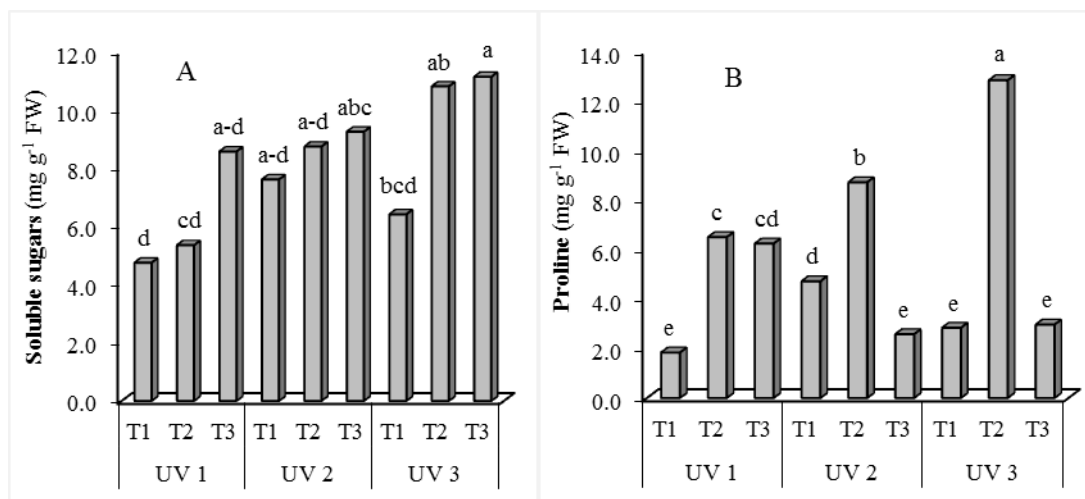 A
Soluble sugars (mg g-1 FW)
12.0
10.0
8.0
6.0
4.0
2.0
0.0
d
cd
a-d
a-d
a-d
abc
bcd
ab
a
T1 T2 T3 T1 T2 T3 T1 T2 T3
UV 1 UV 2 UV 3
B
Proline (mg g-1 FW)
14.0
12.0
10.0
8.0
6.0
4.0
2.0
0.0
e
c
cd
d
b
e
e
a
e
T1 T2 T3 T1 T2 T3 T1 T2 T3
UV 1 UV 2 UV 3